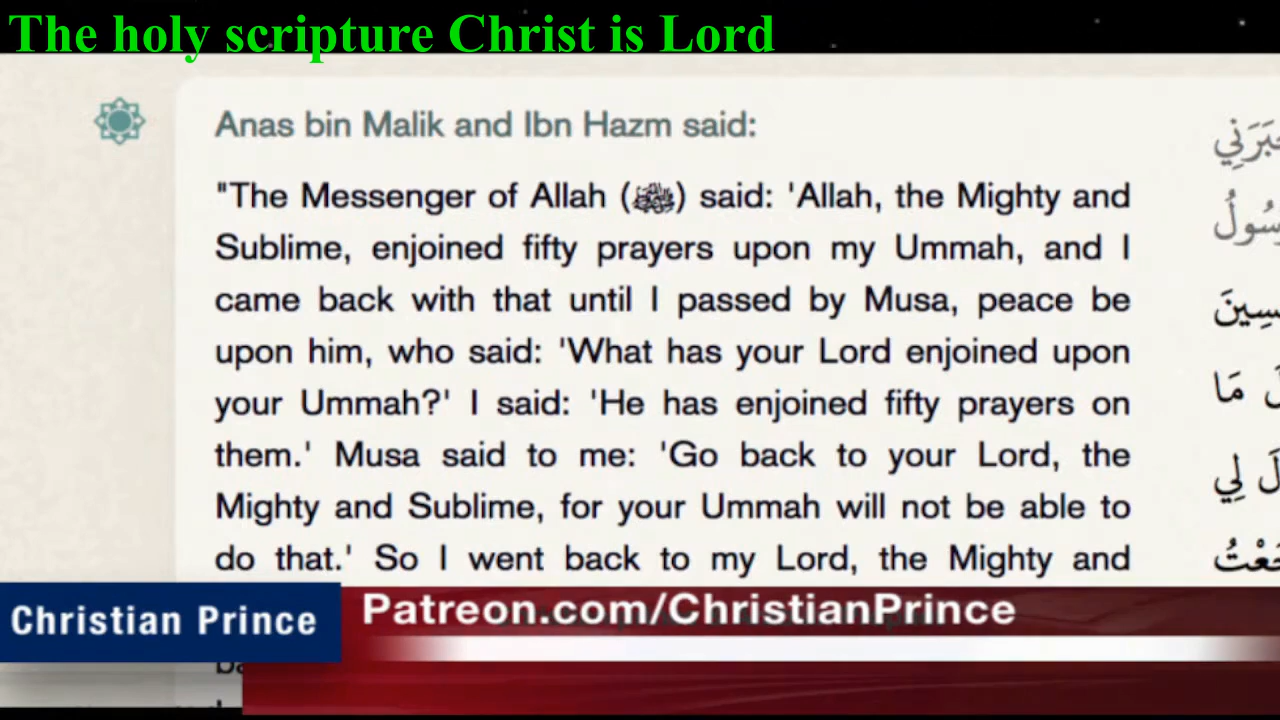 The holy scripture Christ is Lord
Anas bin Malik and Ibn Hazm said:
"The Messenger of Allah (ﷺ) said: 'Allah, the Mighty and
Sublime, enjoined fifty prayers upon my Ummah, and I
came back with that until I passed by Musa, peace be
upon him, who said: 'What has your Lord enjoined upon
your Ummah?' I said: 'He has enjoined fifty prayers on
them.' Musa said to me: 'Go back to your Lord, the
Mighty and Sublime, for your Ummah will not be able to
do that.' So I went back to my Lord, the Mighty and
Christian Prince
Patreon.com/ChristianPrince
مَا
لِي